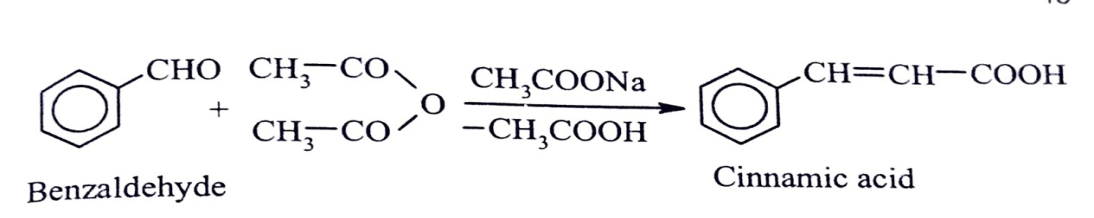 CHO
+
CH₃—CO
CH₃—CO
O
CH₃COONa
−CH₃COOH
CH=CH—COOH
Benzaldehyde
Cinnamic acid